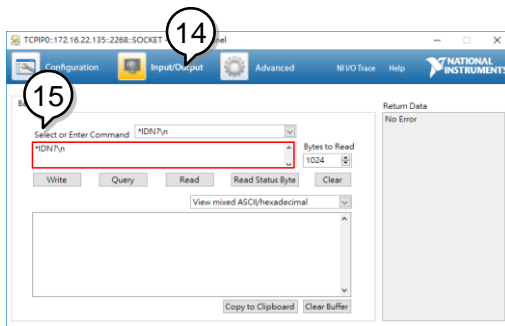 TCPIP0::172.16.22.135::2268::SOCKET
14
Configuration Input/Output Advanced NI I/O Trace Help NATIONAL INSTRUMENTS
15
Return Data
No Error
Select or Enter Command *IDN?\n
*IDN?\n
Bytes to Read
1024
Write Query Read Read Status Byte Clear
View mixed ASCII/hexadecimal
Copy to Clipboard Clear Buffer